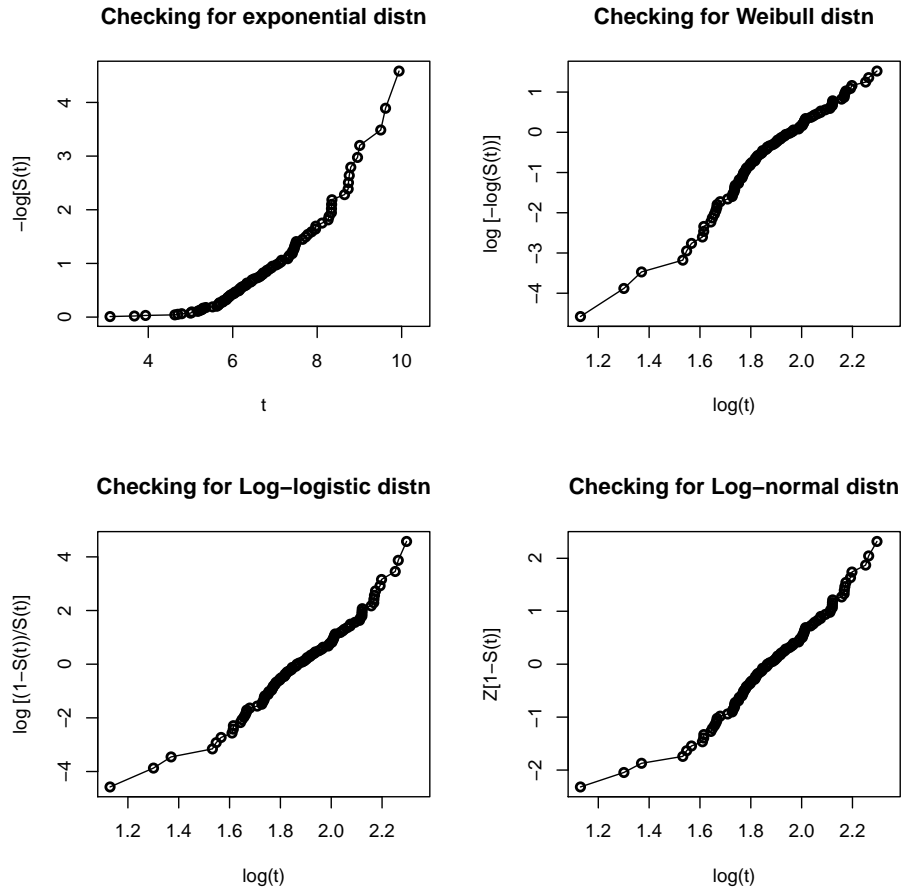 Checking for exponential distn
−log[S(t)]
4
3
2
1
0
4 6 8 10
t
Checking for Weibull distn
log [−log(S(t))]
1
0
−1
−2
−3
−4
1.2 1.4 1.6 1.8 2.0 2.2
log(t)
Checking for Log−logistic distn
log [(1−S(t))/S(t)]
4
2
0
−2
−4
1.2 1.4 1.6 1.8 2.0 2.2
log(t)
Checking for Log−normal distn
Z[1−S(t)]
2
1
0
−1
−2
1.2 1.4 1.6 1.8 2.0 2.2
log(t)